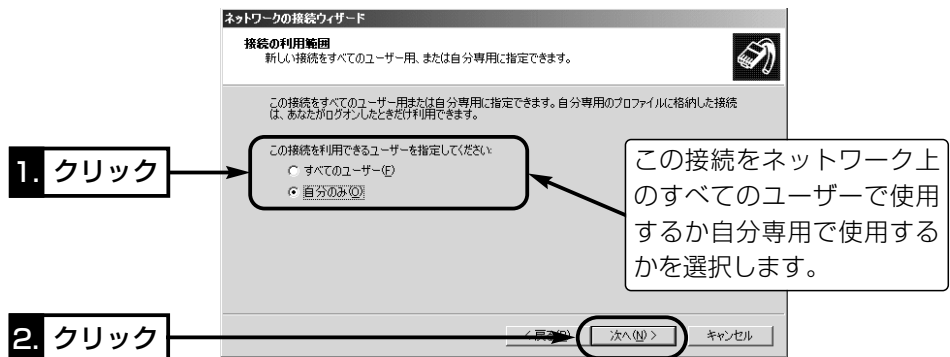 ネットワークの接続ウィザード
接続の利用範囲
新しい接続をすべてのユーザー用、または自分専用に指定できます。
この接続をすべてのユーザー用または自分専用に指定できます。自分専用のプロファイルに格納した接続
は、あなたがログオンしたときだけ利用できます。
この接続を利用できるユーザーを指定してください:
すべてのユーザー(F)
自分のみ(O)
1. クリック
この接続をネットワーク上
のすべてのユーザーで使用
するか自分専用で使用する
かを選択します。
2. クリック
< 戻る(B) 次へ(N) > キャンセル